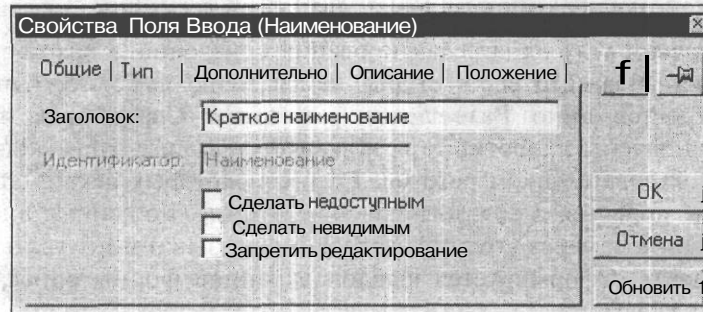 Свойства Поля Ввода (Наименование)
Общие | Тип | Дополнительно | Описание | Положение |
Заголовок: Краткое наименование
Идентификатор: Наименование
Сделать недоступным
Сделать невидимым
Запретить редактирование
f
OK
Отмена
Обновить